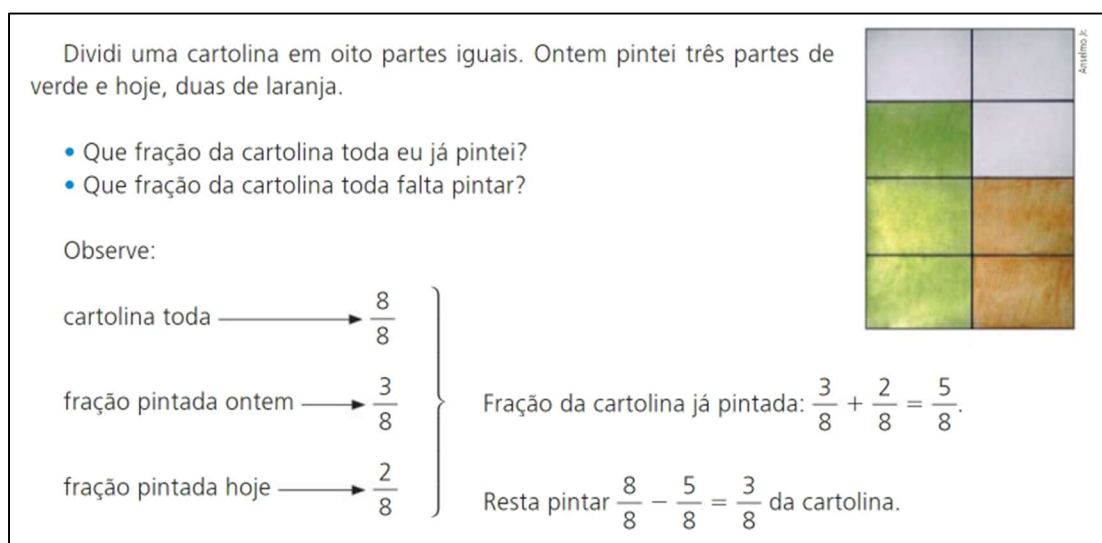 Dividi uma cartolina em oito partes iguais. Ontem pintei três partes de
verde e hoje, duas de laranja.
• Que fração da cartolina toda eu já pintei?
• Que fração da cartolina toda falta pintar?
Observe:
cartolina toda → 8/8
fração pintada ontem → 3/8
fração pintada hoje → 2/8
Fração da cartolina já pintada: 3/8 + 2/8 = 5/8.
Resta pintar 8/8 − 5/8 = 3/8 da cartolina.
Anselmo Jr.